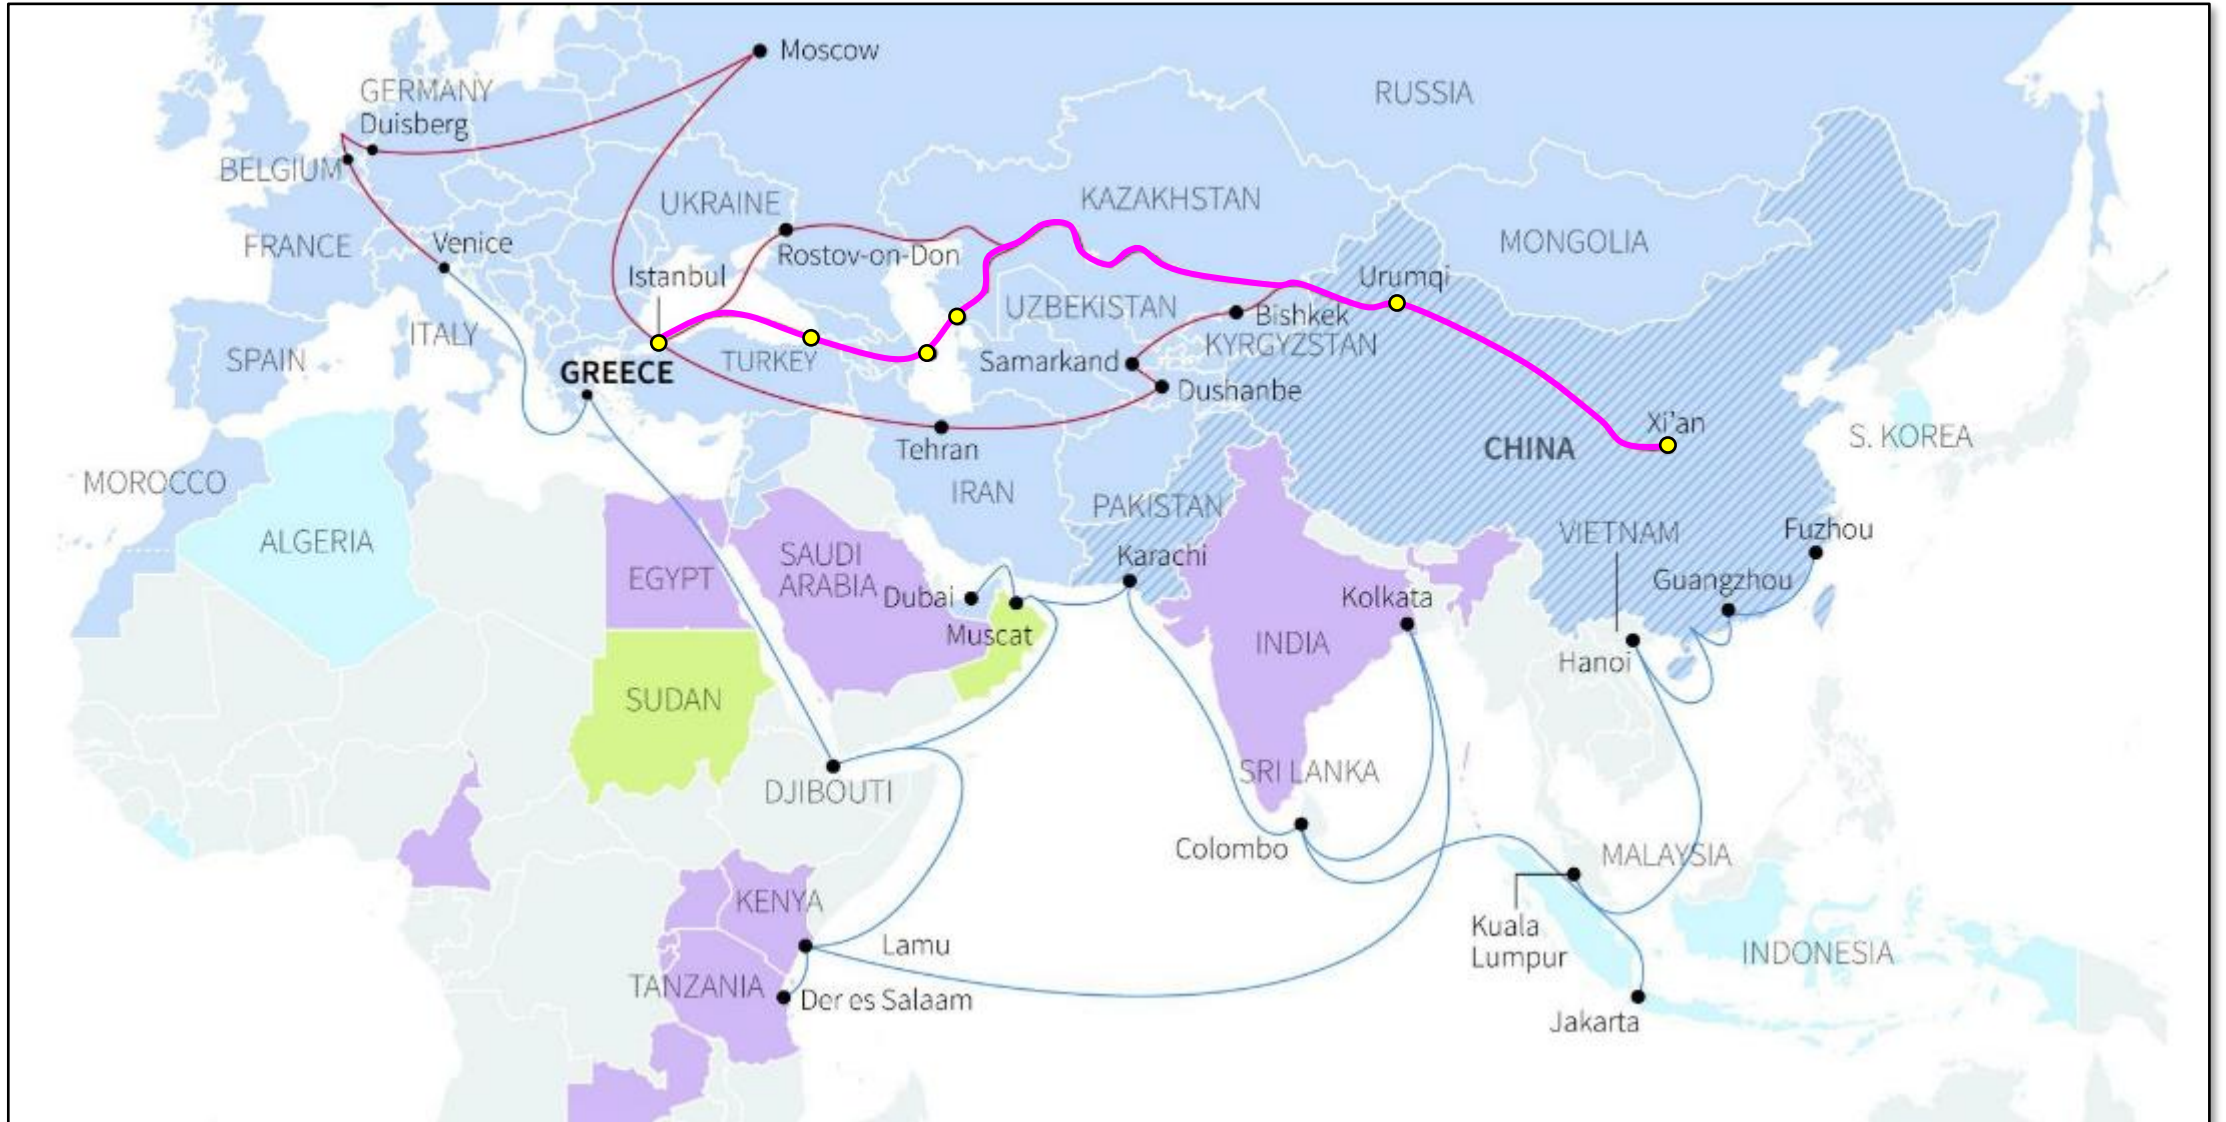 Moscow
GERMANY
Duisberg
RUSSIA
BELGIUM
UKRAINE
KAZAKHSTAN
FRANCE
Venice
Rostov-on-Don
MONGOLIA
Istanbul
Urumqi
UZBEKISTAN
Bishkek
ITALY
KYRGYZSTAN
SPAIN
GREECE
TURKEY
Samarkand
Dushanbe
Xi'an
Tehran
CHINA
S. KOREA
MOROCCO
IRAN
PAKISTAN
ALGERIA
VIETNAM
Fuzhou
SAUDI
ARABIA
Karachi
EGYPT
Dubai
Guangzhou
Kolkata
Muscat
INDIA
Hanoi
SUDAN
SRI LANKA
DJIBOUTI
Colombo
MALAYSIA
KENYA
Kuala
Lumpur
Lamu
INDONESIA
TANZANIA
Der es Salaam
Jakarta